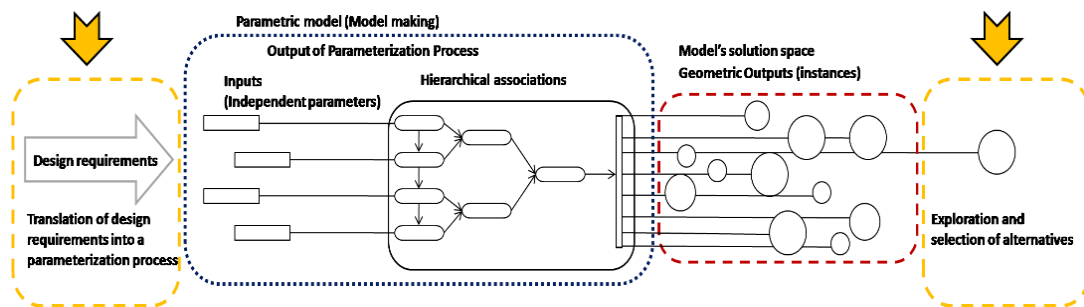 Parametric model (Model making)
Output of Parameterization Process
Inputs
(Independent parameters)
Hierarchical associations
Model's solution space
Geometric Outputs (instances)
Design requirements
Translation of design
requirements into a
parameterization process
Exploration and
selection of alternatives